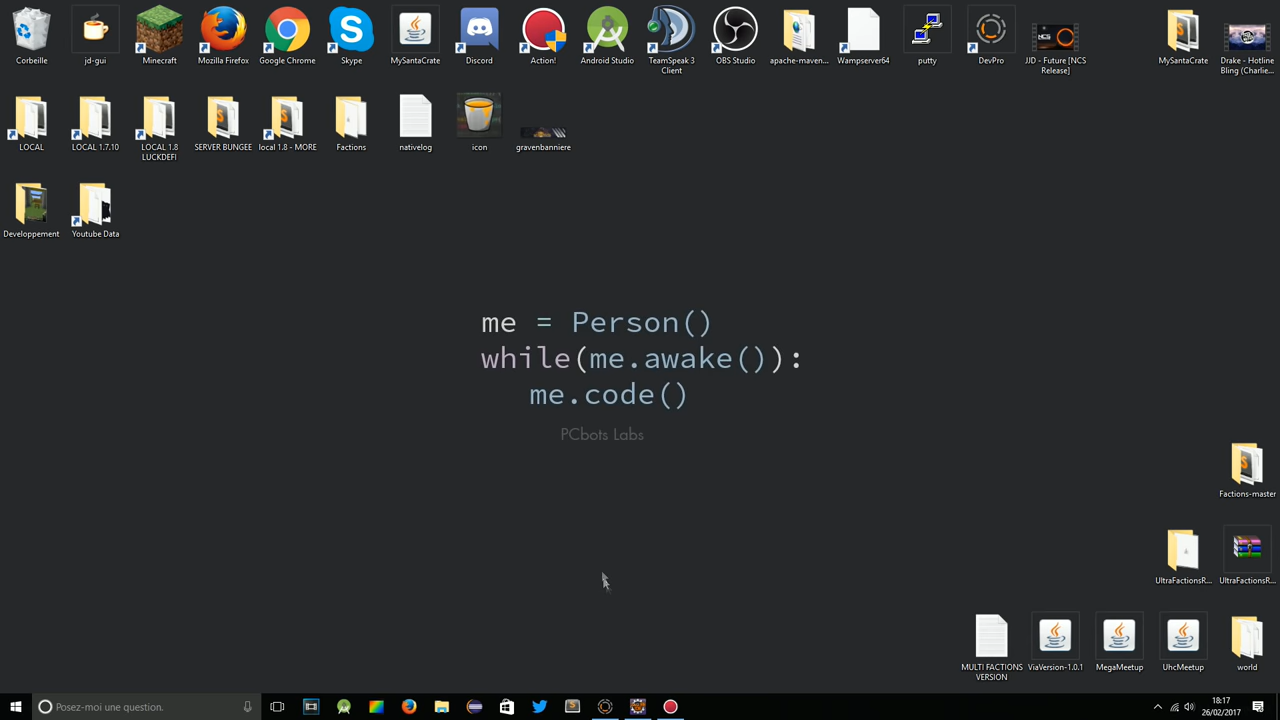 Corbeille
jd-gui
Minecraft
Mozilla Firefox
Google Chrome
Skype
MySantaCrate
Discord
Action!
Android Studio
TeamSpeak 3
Client
OBS Studio
apache-maven...
Wampserver64
putty
DevPro
JJD - Future [NCS
Release]
MySantaCrate
Drake - Hotline
Bling (Charlie...
LOCAL
LOCAL 1.7.10
LOCAL 1.8
LUCKDEFI
SERVER BUNGEE
local 1.8 - MORE
Factions
nativelog
icon
gravenbanniere
Developpement
Youtube Data
me = Person()
while(me.awake()):
me.code()
PCbots Labs
Factions-master
UltraFactionsR...
UltraFactionsR...
MULTI FACTIONS
VERSION
ViaVersion-1.0.1
MegaMeetup
UhcMeetup
world
Posez-moi une question.
18:17
26/02/2017